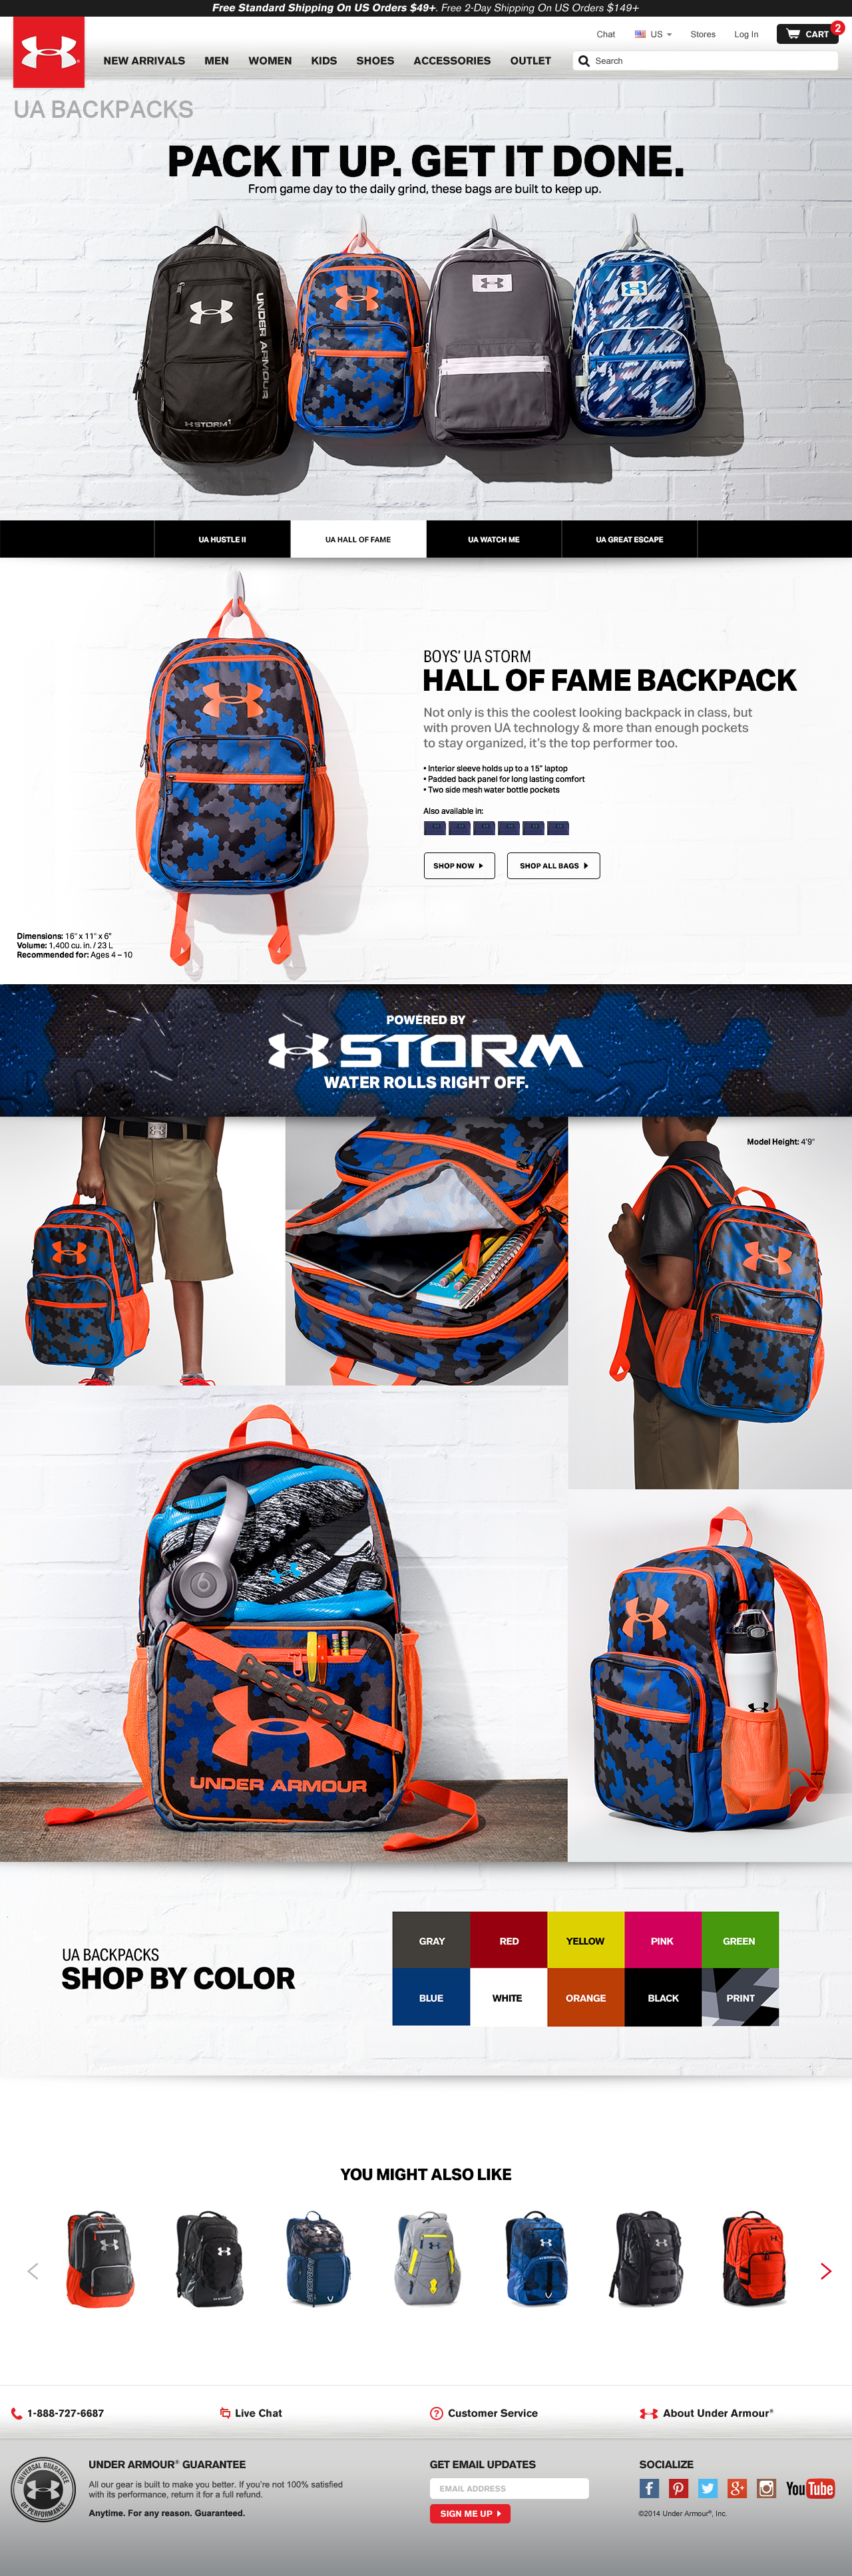 Free Standard Shipping On US Orders $49+. Free 2-Day Shipping On US Orders $149+
Chat
US
Stores
Log In
CART
2
NEW ARRIVALS
MEN
WOMEN
KIDS
SHOES
ACCESSORIES
OUTLET
Search
UA BACKPACKS
PACK IT UP. GET IT DONE.
From game day to the daily grind, these bags are built to keep up.
UNDER ARMOUR
STORM1
UA HUSTLE II
UA HALL OF FAME
UA WATCH ME
UA GREAT ESCAPE
BOYS' UA STORM
HALL OF FAME BACKPACK
Not only is this the coolest looking backpack in class, but
with proven UA technology & more than enough pockets
to stay organized, it's the top performer too.
• Interior sleeve holds up to a 15" laptop
• Padded back panel for long lasting comfort
• Two side mesh water bottle pockets
Also available in:
SHOP NOW
SHOP ALL BAGS
Dimensions: 16" x 11" x 6"
Volume: 1,400 cu. in. / 23 L
Recommended for: Ages 4 – 10
POWERED BY
STORM
WATER ROLLS RIGHT OFF.
Model Height: 4'9"
UNDER ARMOUR
UA BACKPACKS
SHOP BY COLOR
GRAY
RED
YELLOW
PINK
GREEN
BLUE
WHITE
ORANGE
BLACK
PRINT
YOU MIGHT ALSO LIKE
1-888-727-6687
Live Chat
Customer Service
About Under Armour®
UNIVERSAL GUARANTEE
OF PERFORMANCE
UNDER ARMOUR® GUARANTEE
All our gear is built to make you better. If you're not 100% satisfied
with its performance, return it for a full refund.
Anytime. For any reason. Guaranteed.
GET EMAIL UPDATES
EMAIL ADDRESS
SIGN ME UP
SOCIALIZE
YouTube
©2014 Under Armour®, Inc.